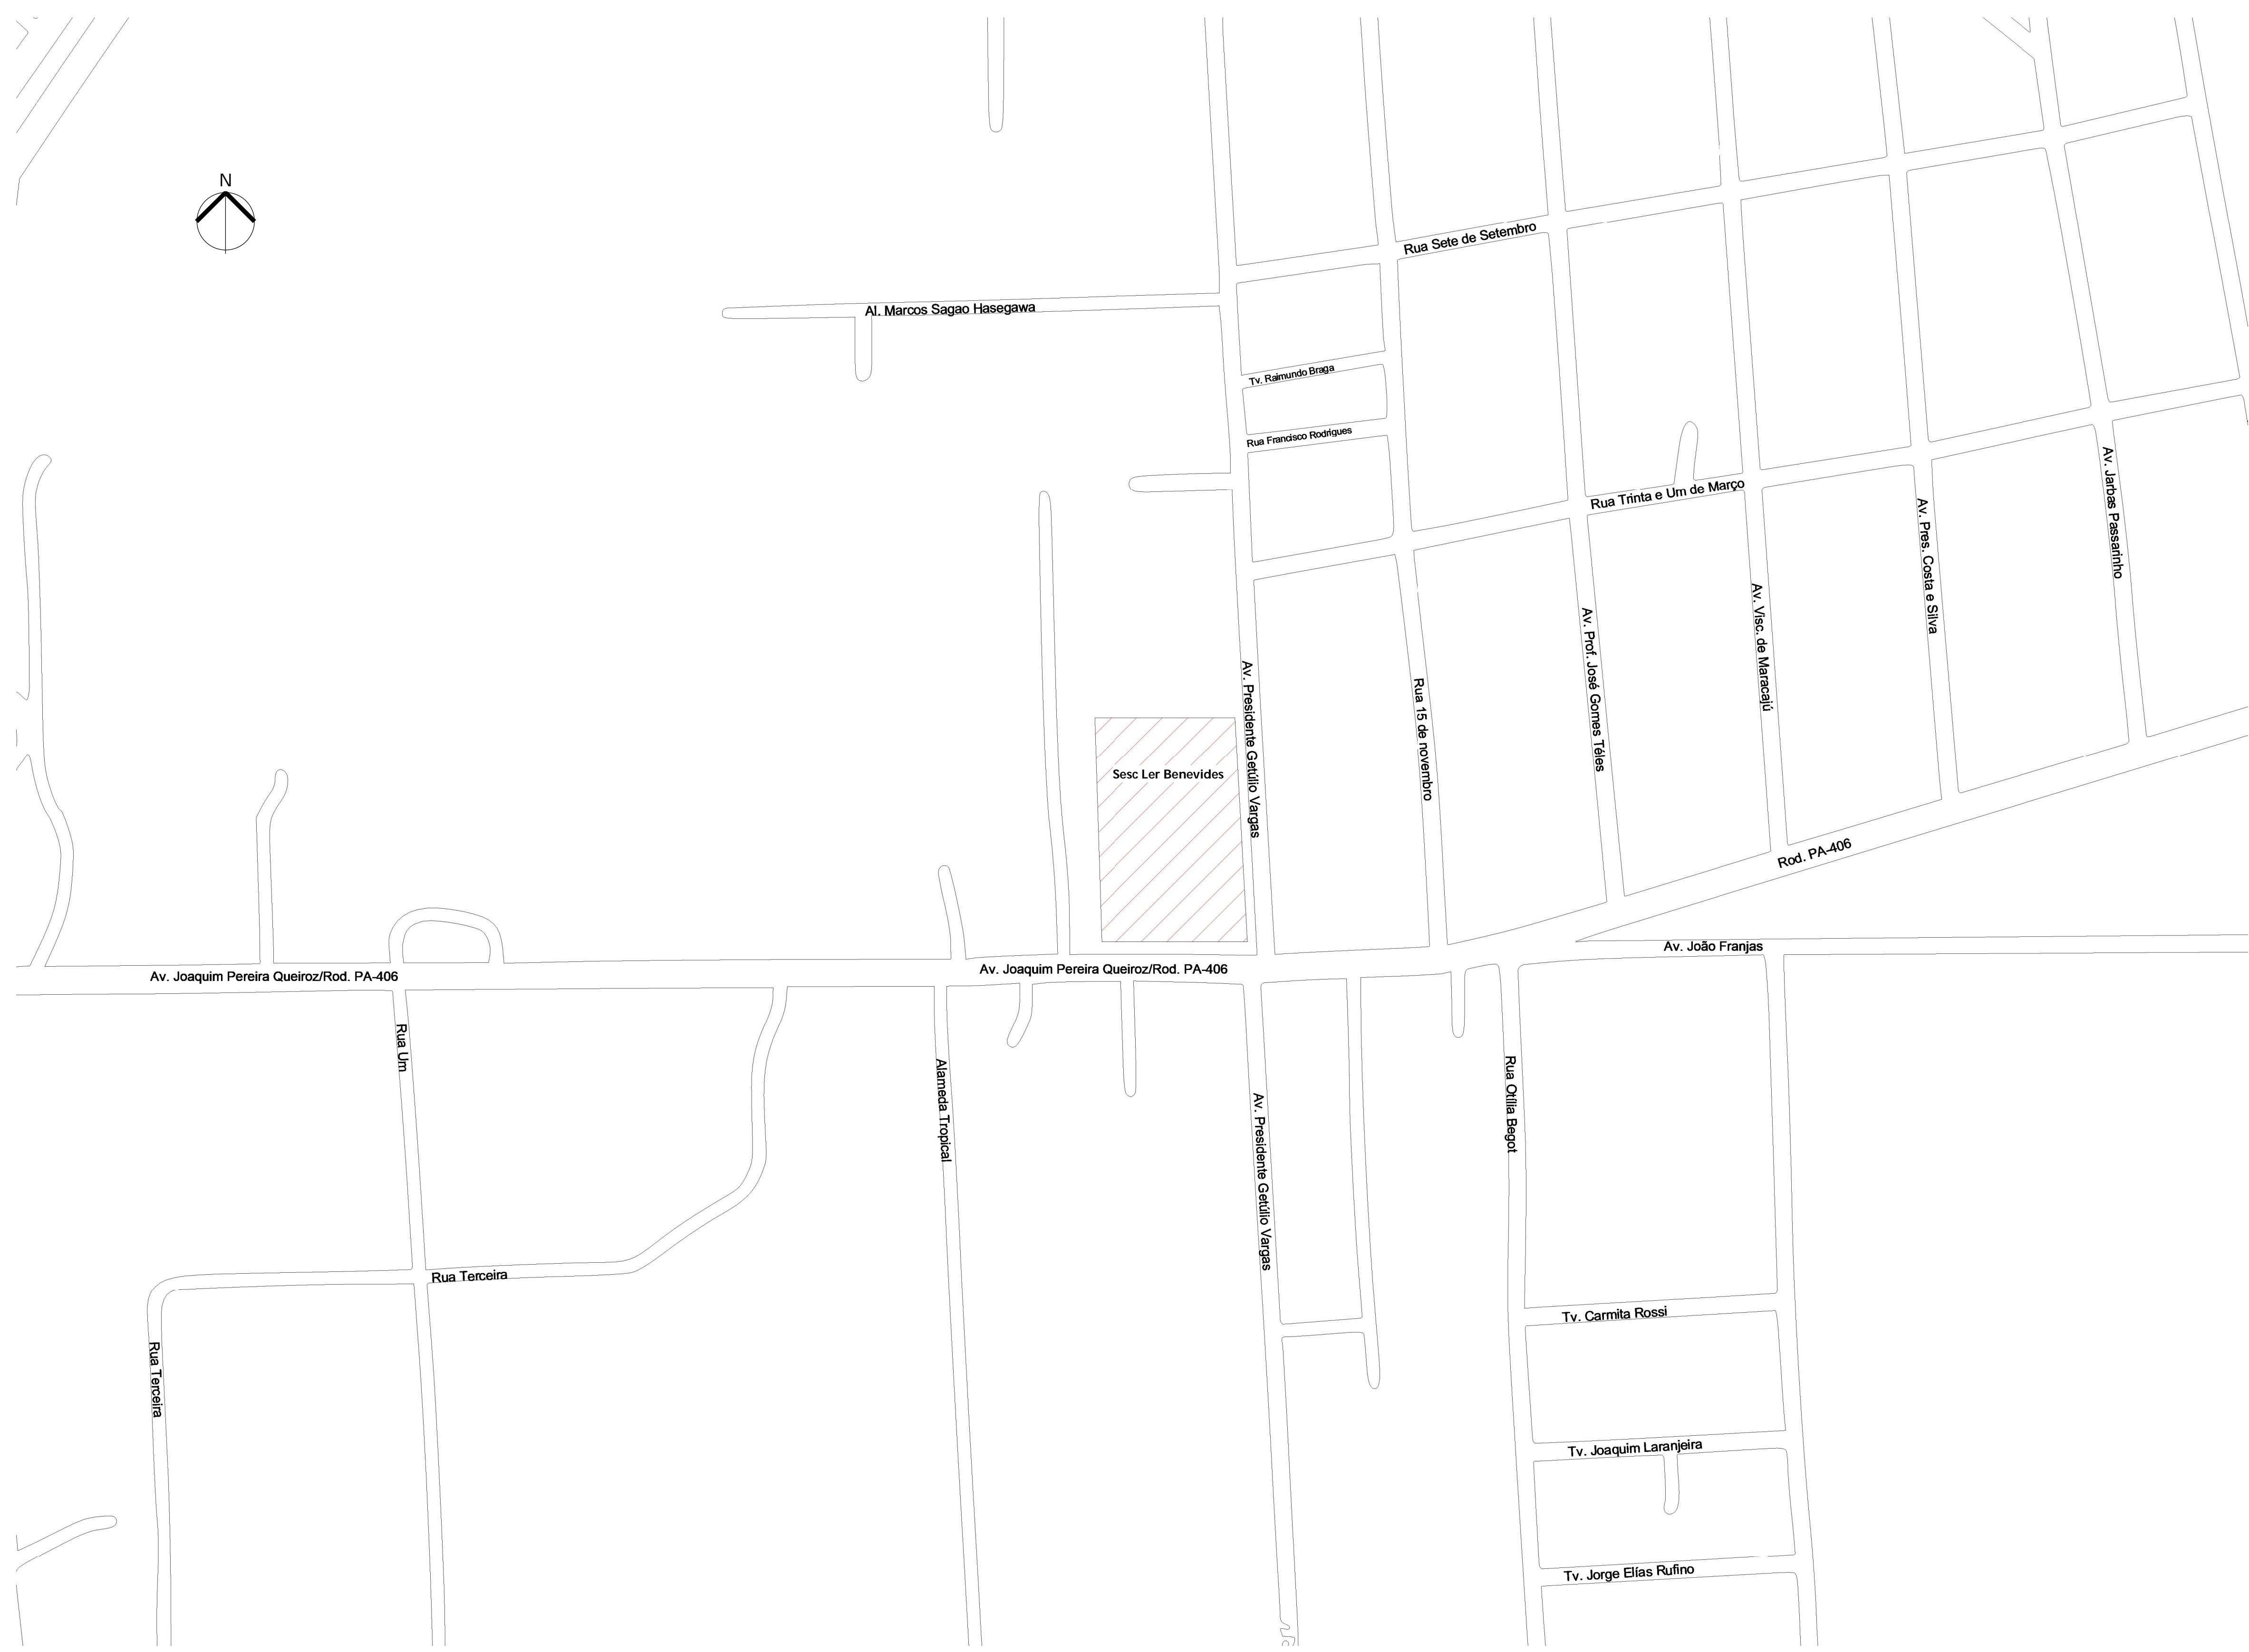 N
Rua Sete de Setembro
Al. Marcos Sagao Hasegawa
Tv. Raimundo Braga
Rua Francisco Rodrigues
Rua Trinta e Um de Março
Av. Jarbas Passarinho
Av. Pres. Costa e Silva
Av. Visc. de Maracajú
Av. Prof. José Gomes Téles
Rua 15 de novembro
Av. Presidente Getúlio Vargas
Sesc Ler Benevides
Rod. PA-406
Av. João Franjas
Av. Joaquim Pereira Queiroz/Rod. PA-406
Av. Joaquim Pereira Queiroz/Rod. PA-406
Rua Um
Alameda Tropical
Av. Presidente Getúlio Vargas
Rua Otília Begot
Rua Terceira
Rua Terceira
Tv. Carmita Rossi
Tv. Joaquim Laranjeira
Tv. Jorge Elías Rufino